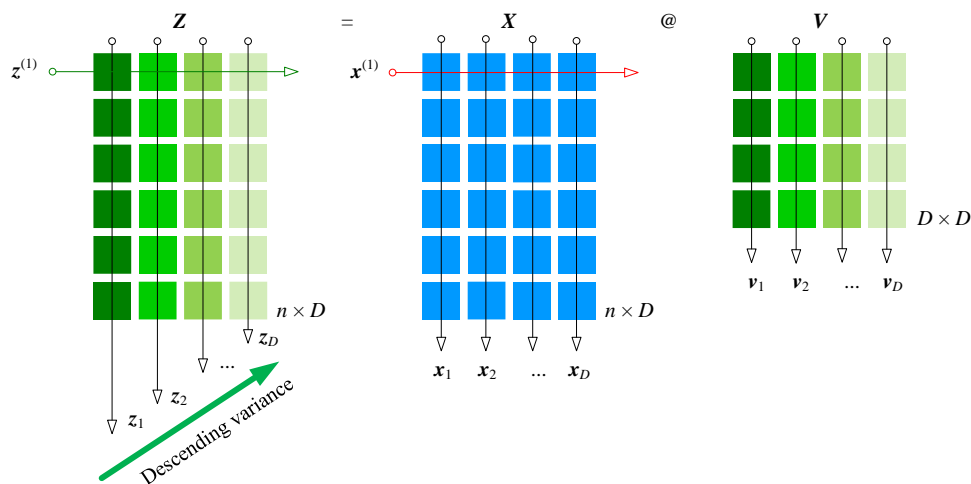 Z = X @ V
z(1) x(1)
D × D
v1 v2 ... vD
n × D n × D
zD
... x1 x2 ... xD
z2
z1
Descending variance